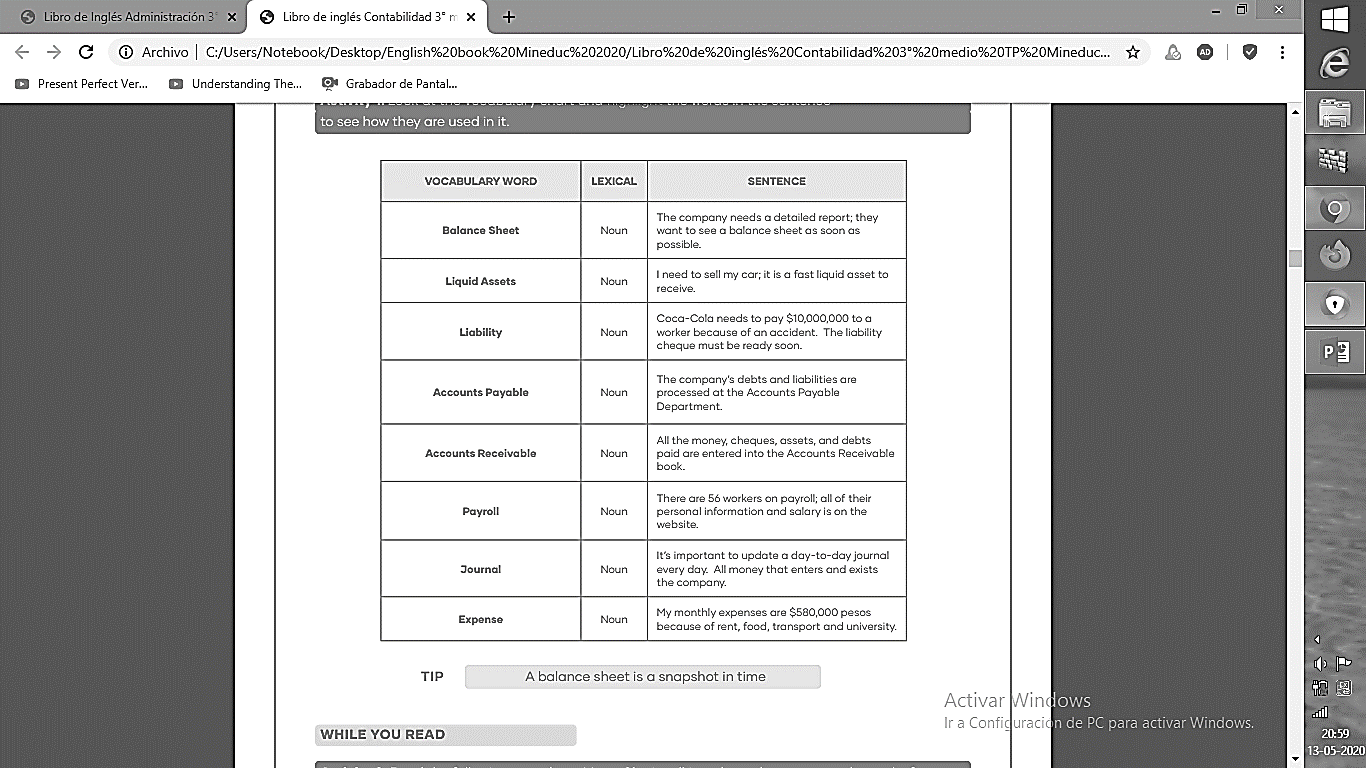 Libro de Inglés Administración 3°
Libro de inglés Contabilidad 3° m
Archivo
C:/Users/Notebook/Desktop/English%20book%20Mineduc%202020/Libro%20de%20inglés%20Contabilidad%203°%20medio%20TP%20Mineduc...
AD
Present Perfect Ver...
Understanding The...
Grabador de Pantal...
to see how they are used in it.
VOCABULARY WORD
LEXICAL
SENTENCE
Balance Sheet
Noun
The company needs a detailed report; they
want to see a balance sheet as soon as
possible.
Liquid Assets
Noun
I need to sell my car; it is a fast liquid asset to
receive.
Liability
Noun
Coca-Cola needs to pay $10,000,000 to a
worker because of an accident. The liability
cheque must be ready soon.
Accounts Payable
Noun
The company's debts and liabilities are
processed at the Accounts Payable
Department.
Accounts Receivable
Noun
All the money, cheques, assets, and debts
paid are entered into the Accounts Receivable
book.
Payroll
Noun
There are 56 workers on payroll; all of their
personal information and salary is on the
website.
Journal
Noun
It's important to update a day-to-day journal
every day. All money that enters and exists
the company.
Expense
Noun
My monthly expenses are $580,000 pesos
because of rent, food, transport and university.
TIP
A balance sheet is a snapshot in time
WHILE YOU READ
Activar Windows
Ir a Configuración de PC para activar Windows.
20:59
13-05-2020